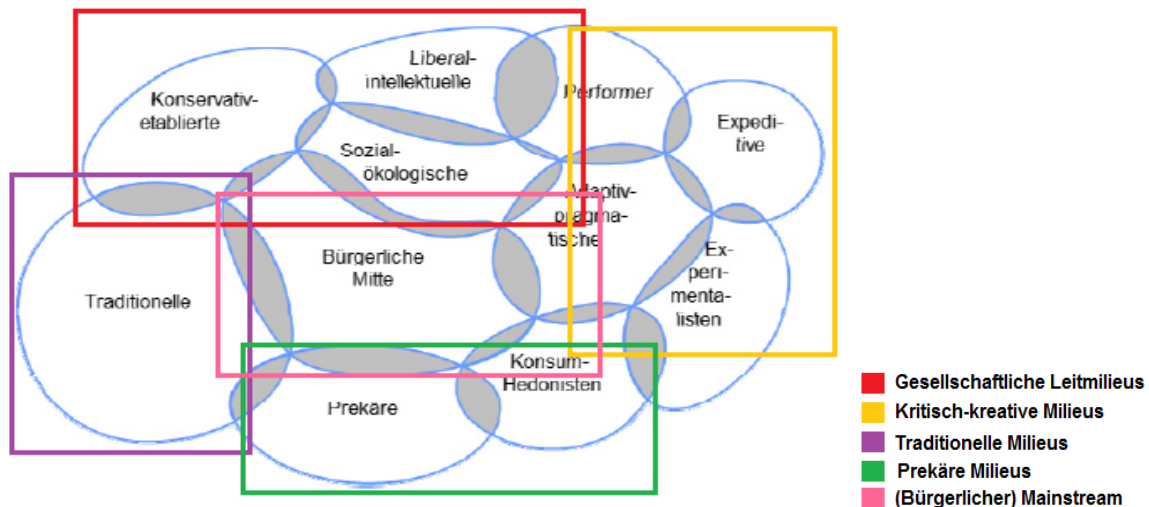 Liberal-
intellektuelle
Konservativ-
etablierte
Performer
Expedi-
tive
Sozial-
ökologische
Adaptiv-
pragma-
tische
Bürgerliche
Mitte
Ex-
peri-
menta-
listen
Traditionelle
Konsum-
Hedonisten
Prekäre
Gesellschaftliche Leitmilieus
Kritisch-kreative Milieus
Traditionelle Milieus
Prekäre Milieus
(Bürgerlicher) Mainstream